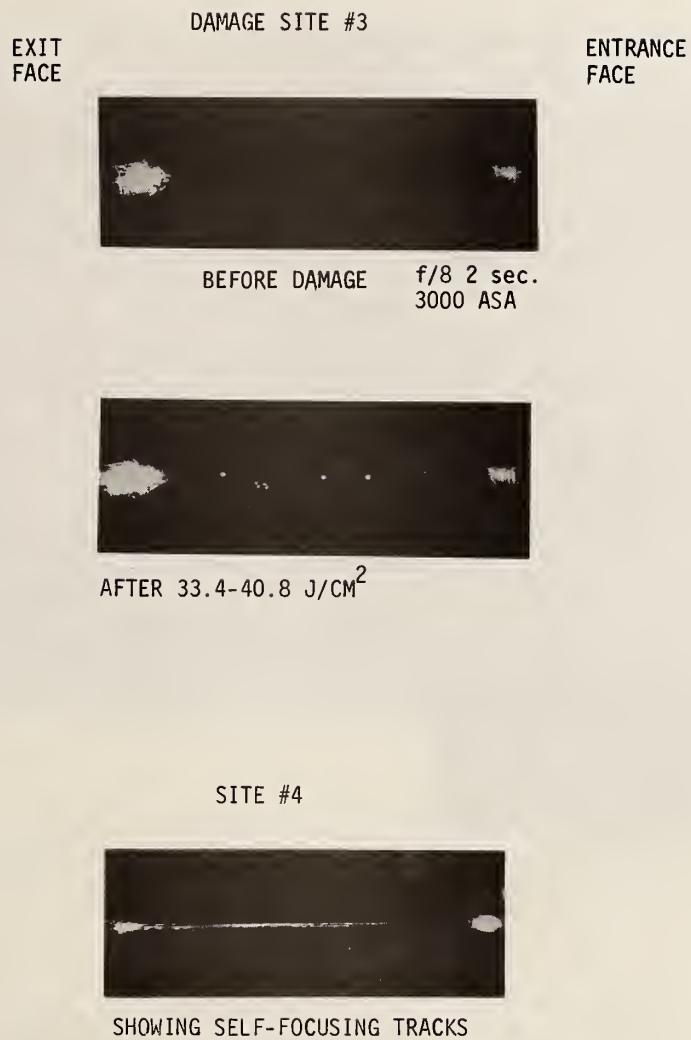 DAMAGE SITE #3
EXIT
FACE
ENTRANCE
FACE
BEFORE DAMAGE
f/8 2 sec.
3000 ASA
AFTER 33.4-40.8 J/CM²
SITE #4
SHOWING SELF-FOCUSING TRACKS